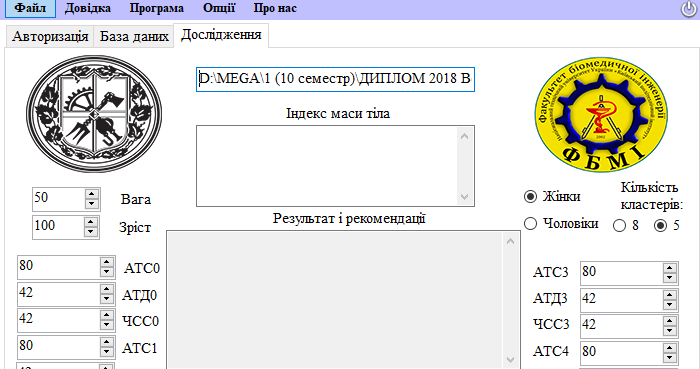 Файл Довідка Програма Опції Про нас
Авторизація База даних Дослідження
D:\MEGA\1 (10 семестр)\ДИПЛОМ 2018 В
Індекс маси тіла
Факультет біомедичної Інженерії
ФБМІ
50 Вага
100 Зріст
Жінки
Чоловіки
Кількість
кластерів:
8 5
Результат і рекомендації
80 АТС0
42 АТД0
42 ЧСС0
80 АТС1
42
АТС3 80
АТД3 42
ЧСС3 42
АТС4 80